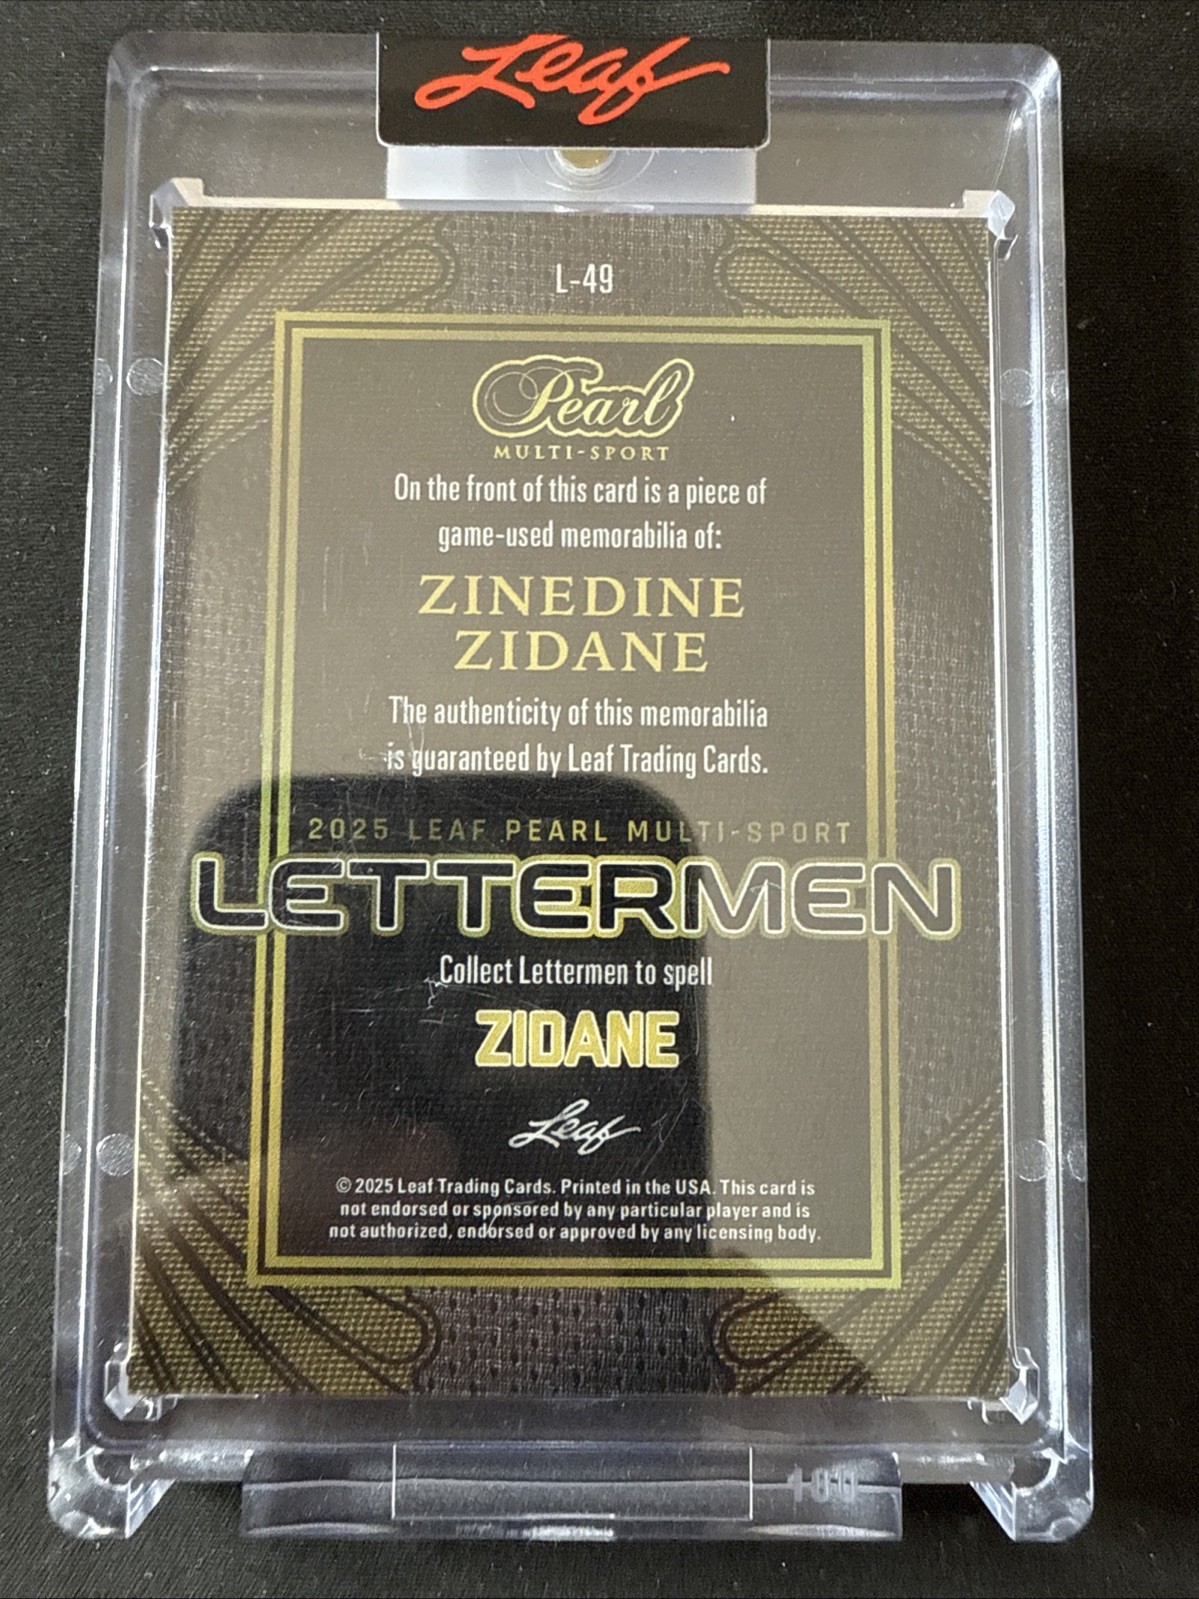 Leaf
L-49
Pearl
MULTI-SPORT
On the front of this card is a piece of
game-used memorabilia of:
ZINEDINE
ZIDANE
The authenticity of this memorabilia
is guaranteed by Leaf Trading Cards.
2025 LEAF PEARL MULTI-SPORT
LETTERMEN
Collect Lettermen to spell
ZIDANE
Leaf
© 2025 Leaf Trading Cards. Printed in the USA. This card is
not endorsed or sponsored by any particular player and is
not authorized, endorsed or approved by any licensing body.